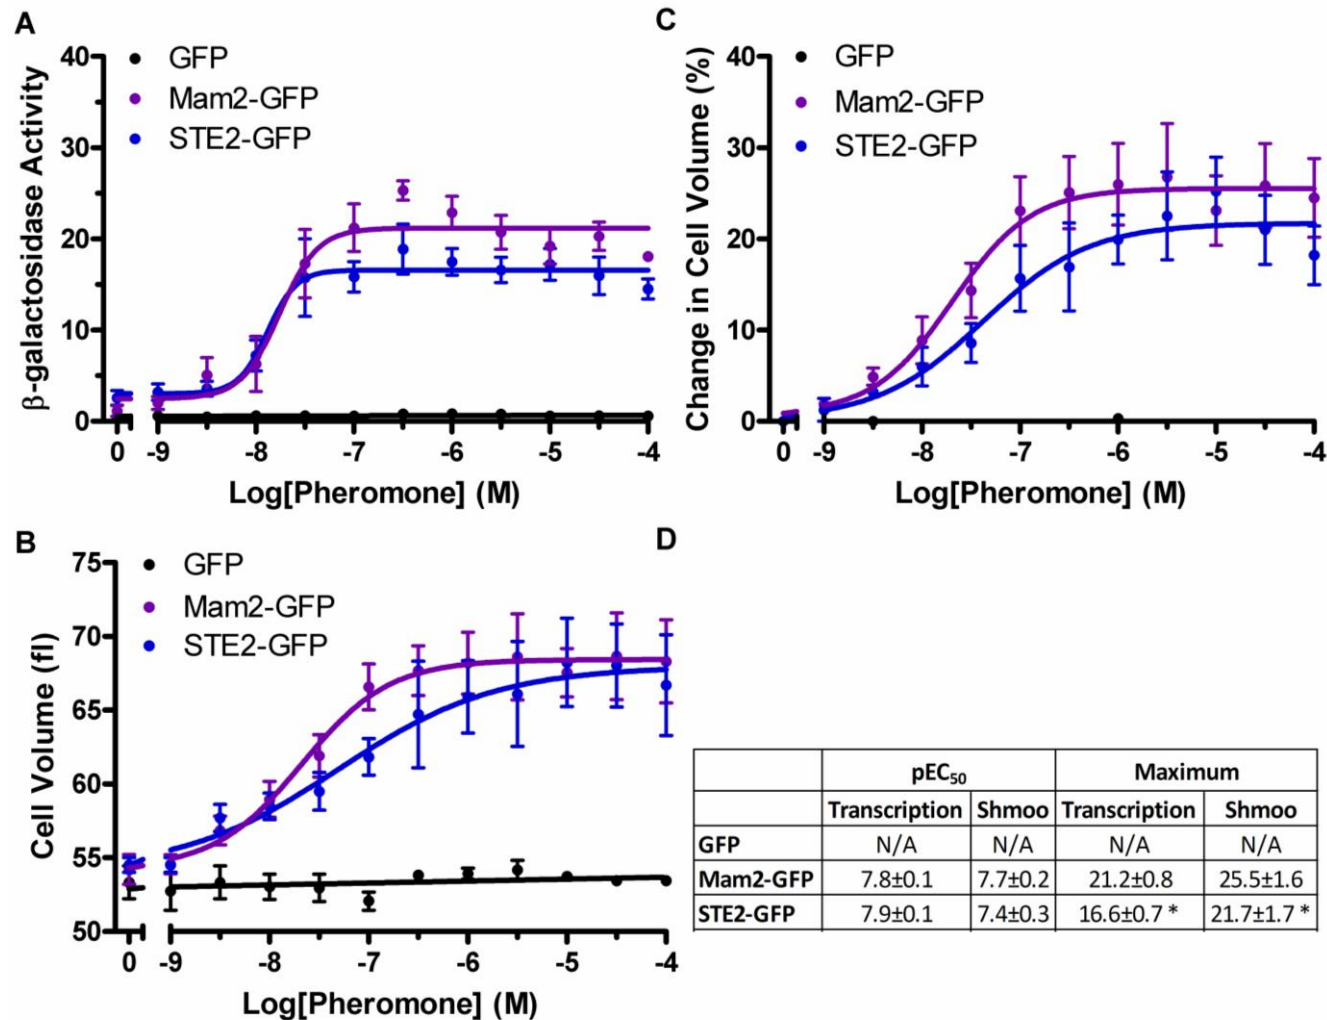 A
40
30
20
10
0
β-galactosidase Activity
GFP
Mam2-GFP
STE2-GFP
0 -9 -8 -7 -6 -5 -4
Log[Pheromone] (M)
C
40
30
20
10
0
Change in Cell Volume (%)
GFP
Mam2-GFP
STE2-GFP
0 -9 -8 -7 -6 -5 -4
Log[Pheromone] (M)
B
75
70
65
60
55
50
Cell Volume (fl)
GFP
Mam2-GFP
STE2-GFP
0 -9 -8 -7 -6 -5 -4
Log[Pheromone] (M)
D
pEC₅₀ Maximum
Transcription Shmoo Transcription Shmoo
GFP N/A N/A N/A N/A
Mam2-GFP 7.8±0.1 7.7±0.2 21.2±0.8 25.5±1.6
STE2-GFP 7.9±0.1 7.4±0.3 16.6±0.7 * 21.7±1.7 *